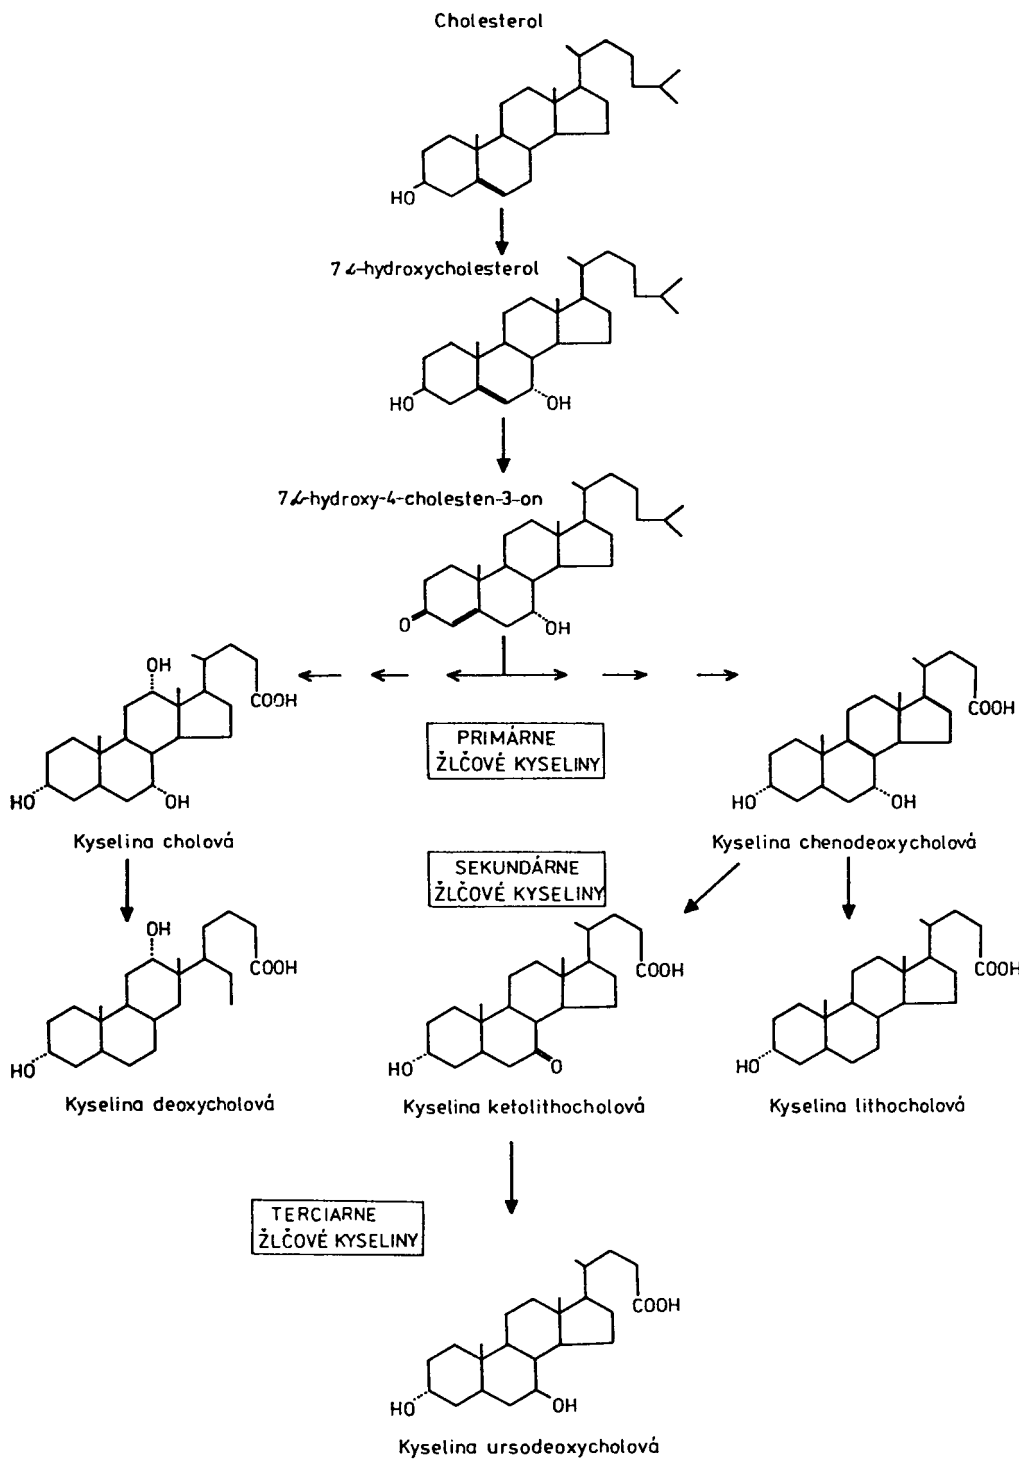 Cholesterol
HO
7α-hydroxycholesterol
HO
OH
7α-hydroxy-4-cholesten-3-on
O
OH
OH
COOH
HO
OH
PRIMÁRNE
ŽLČOVÉ KYSELINY
COOH
HO
OH
Kyselina cholová
Kyselina chenodeoxycholová
SEKUNDÁRNE
ŽLČOVÉ KYSELINY
OH
COOH
HO
COOH
HO
O
COOH
HO
Kyselina deoxycholová
Kyselina ketolithocholová
Kyselina lithocholová
TERCIARNE
ŽLČOVÉ KYSELINY
COOH
HO
OH
Kyselina ursodeoxycholová